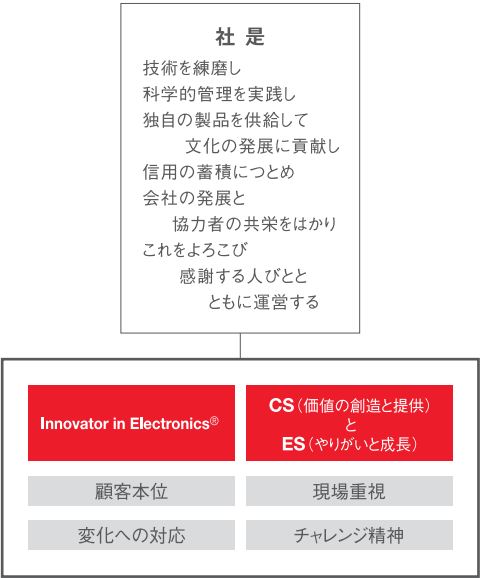 社是
技術を練磨し
科学的管理を実践し
独自の製品を供給して
文化の発展に貢献し
信用の蓄積につとめ
会社の発展と
協力者の共栄をはかり
これをよろこび
感謝する人びとと
ともに運営する
Innovator in Electronics®
CS（価値の創造と提供）
と
ES（やりがいと成長）
顧客本位
現場重視
変化への対応
チャレンジ精神